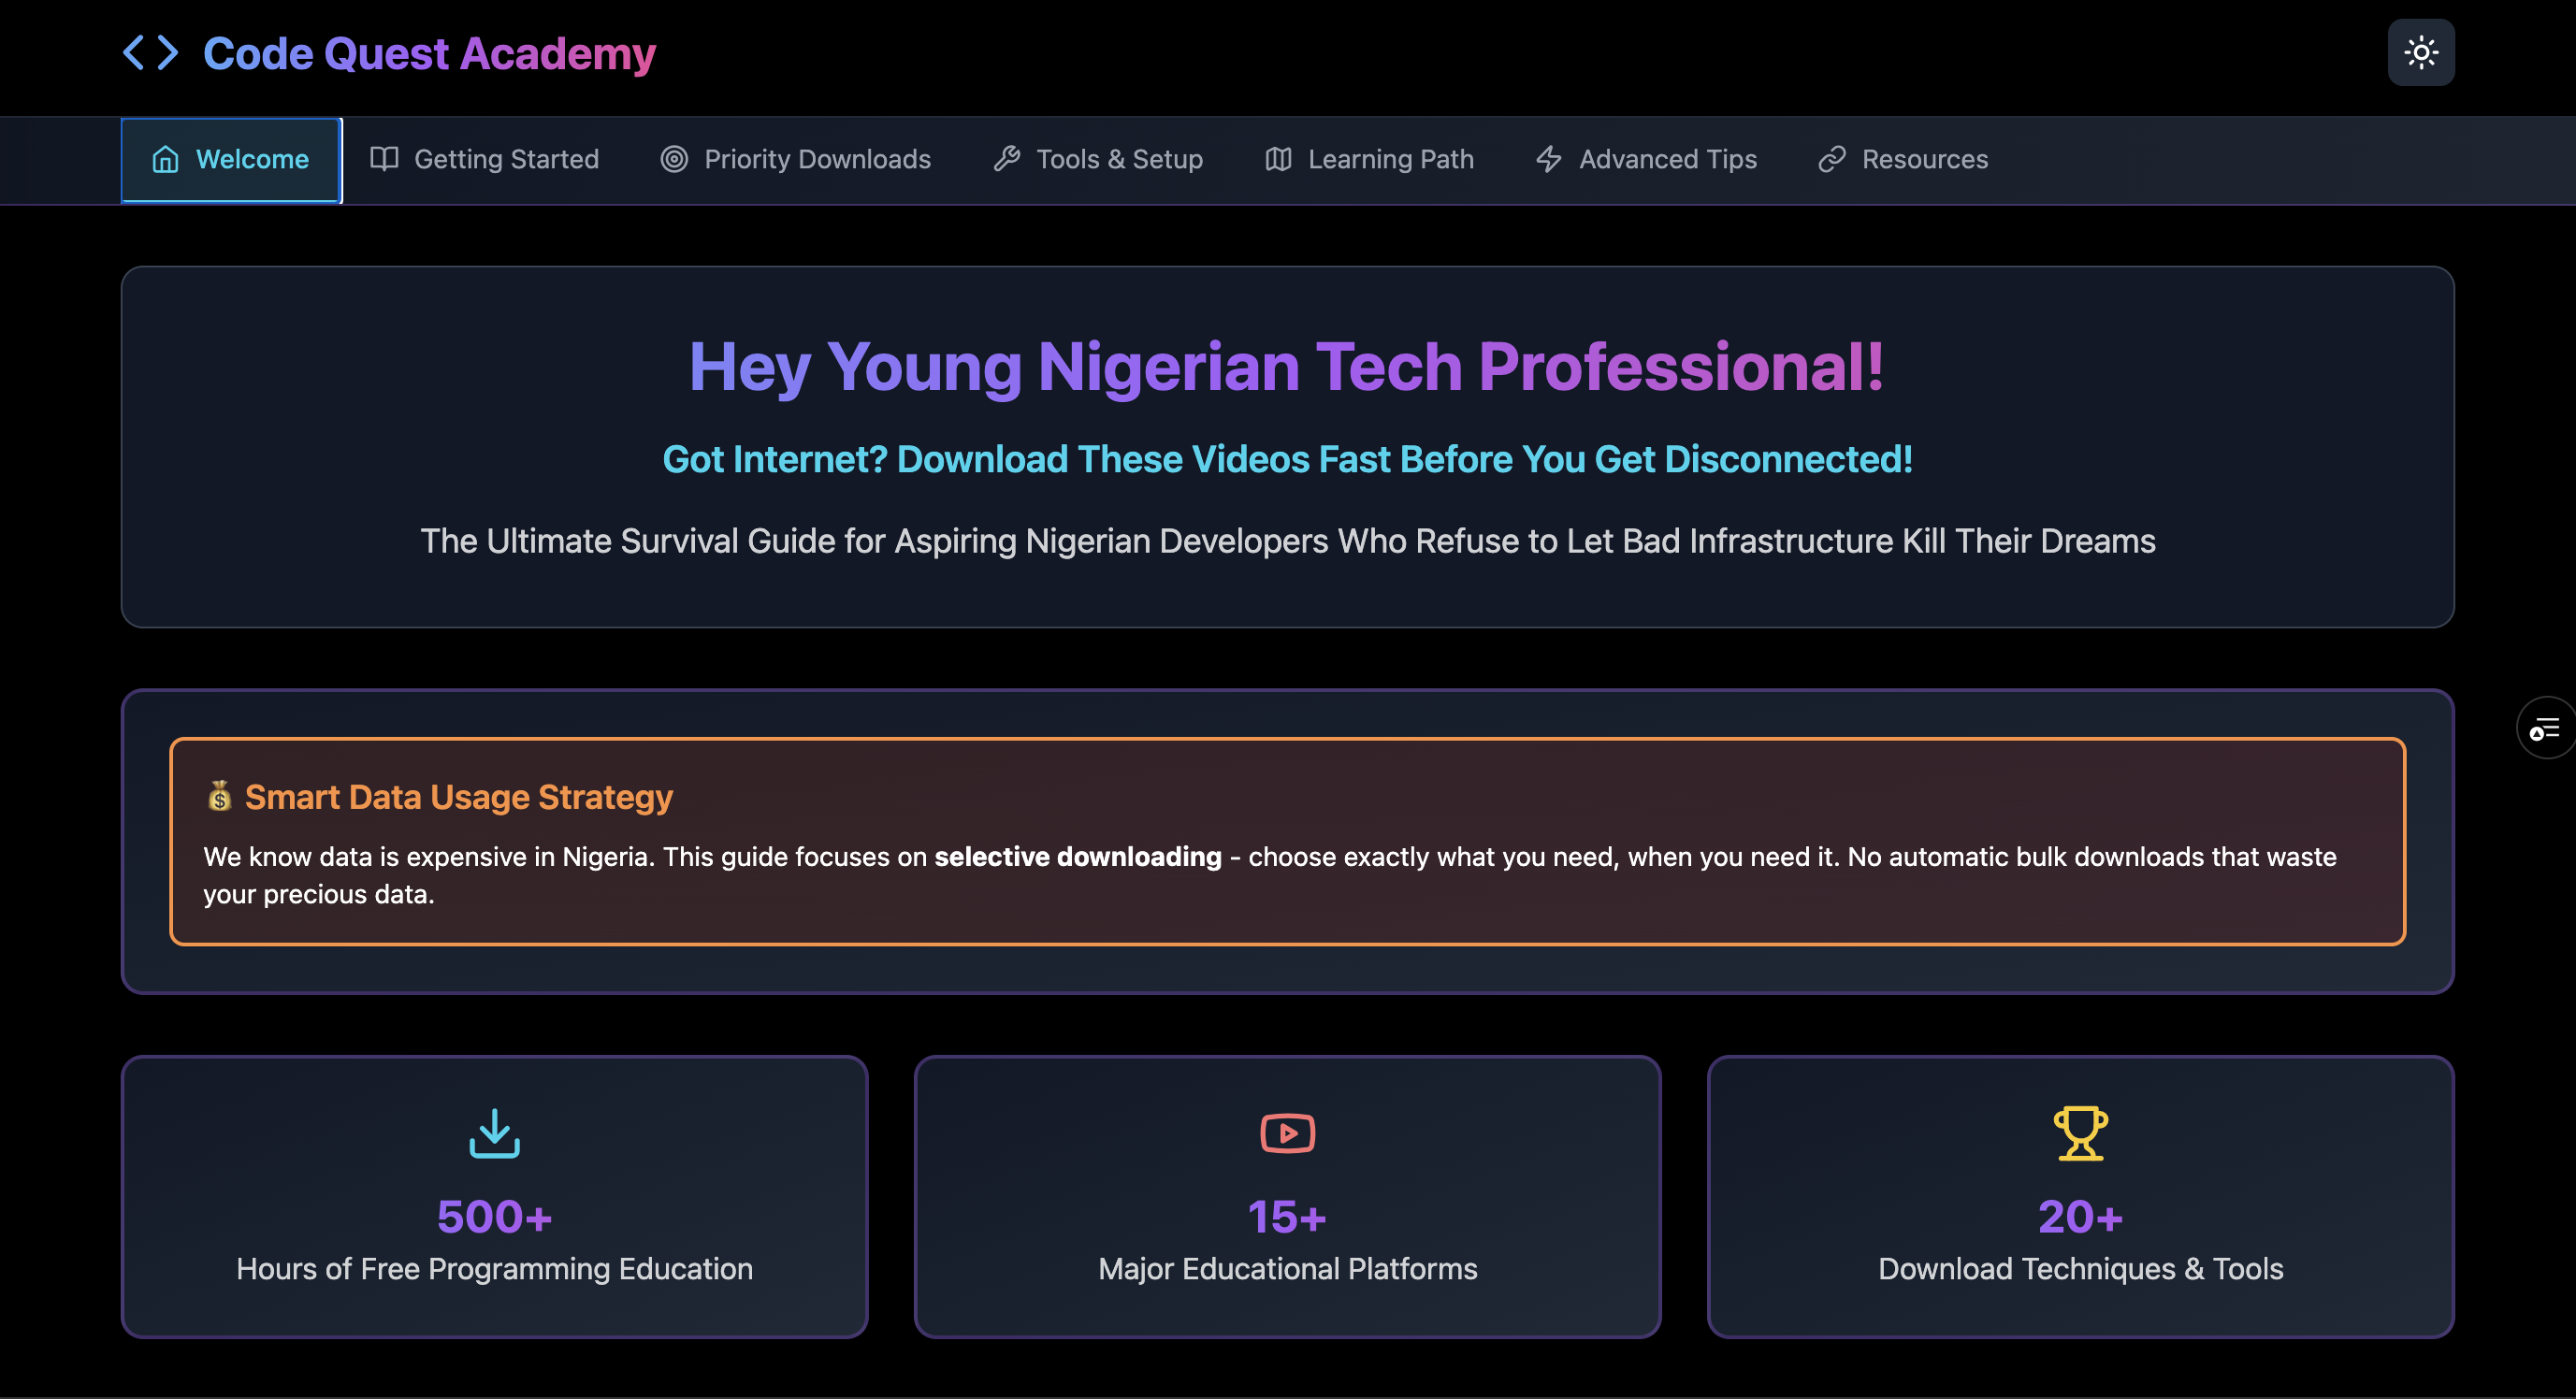 Code Quest Academy
Welcome
Getting Started
Priority Downloads
Tools & Setup
Learning Path
Advanced Tips
Resources
Hey Young Nigerian Tech Professional!
Got Internet? Download These Videos Fast Before You Get Disconnected!
The Ultimate Survival Guide for Aspiring Nigerian Developers Who Refuse to Let Bad Infrastructure Kill Their Dreams
💰 Smart Data Usage Strategy
We know data is expensive in Nigeria. This guide focuses on selective downloading - choose exactly what you need, when you need it. No automatic bulk downloads that waste
your precious data.
500+
Hours of Free Programming Education
15+
Major Educational Platforms
20+
Download Techniques & Tools